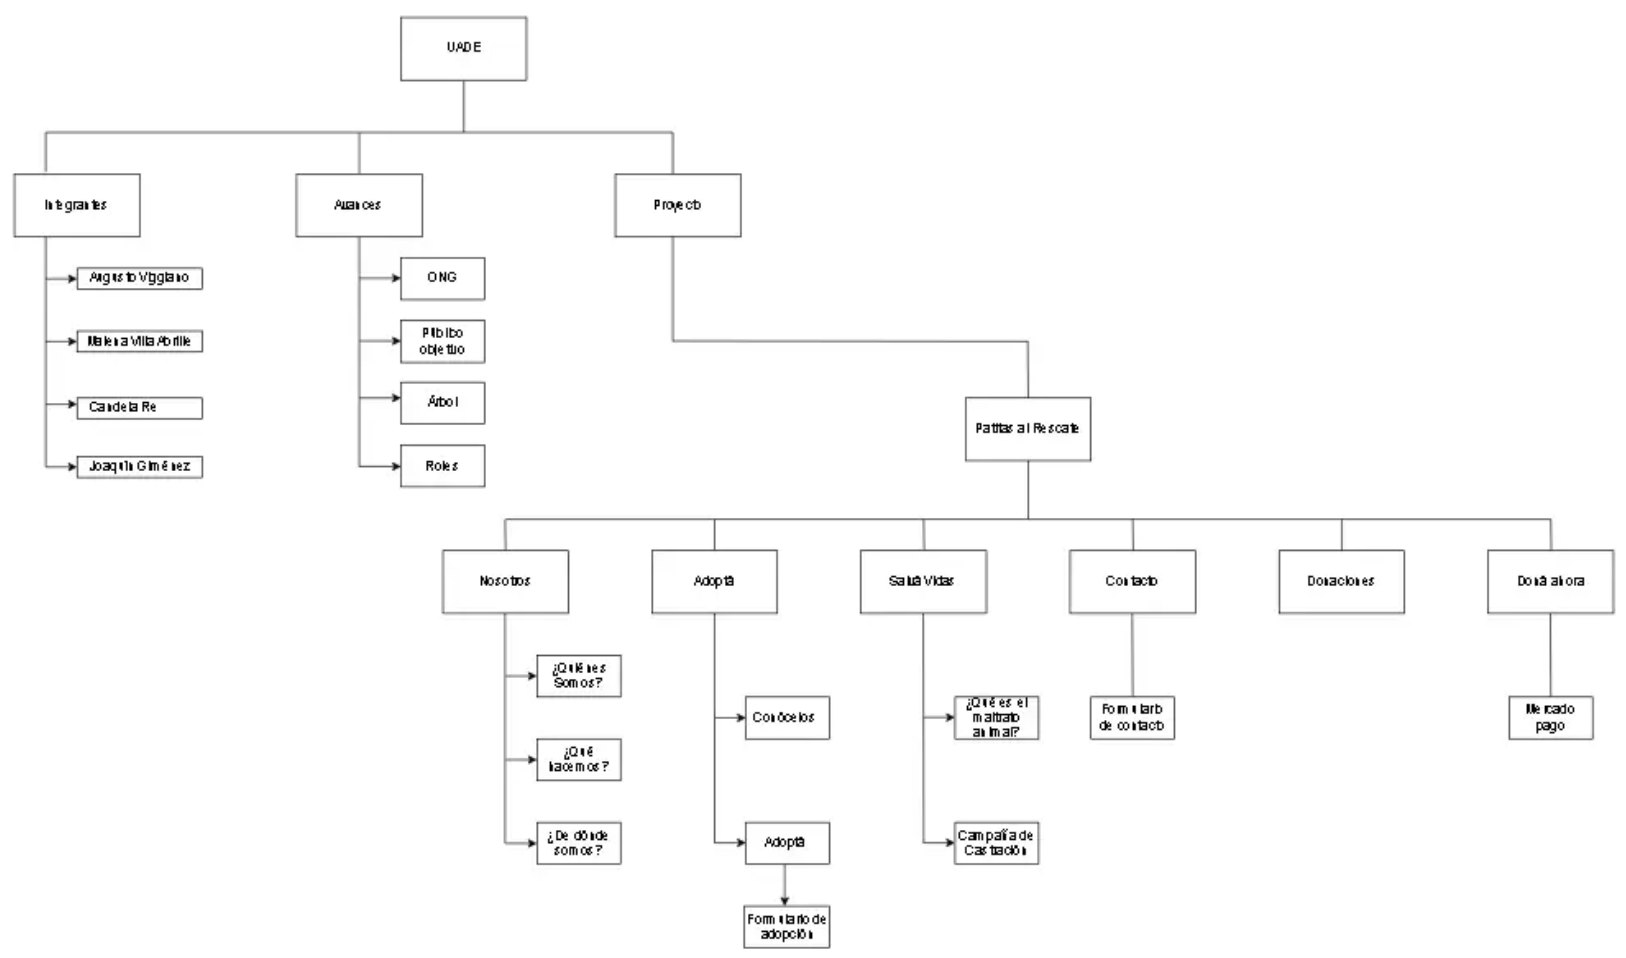 UADE
Integrantes
Avances
Proyecto
Augusto Viggiano
ONG
Público
objetivo
Malena Villa Abrille
Árbol
Candela Re
Patitas al Rescate
Joaquín Giménez
Roles
Nosotros
Adoptá
Salvá Vidas
Contacto
Donaciones
Doná ahora
¿Quiénes
Somos?
Conócelos
¿Qué es el
maltrato
animal?
Formulario
de contacto
Mercado
pago
¿Qué
hacemos?
¿De dónde
somos?
Adoptá
Campaña de
Castración
Formulario de
adopción